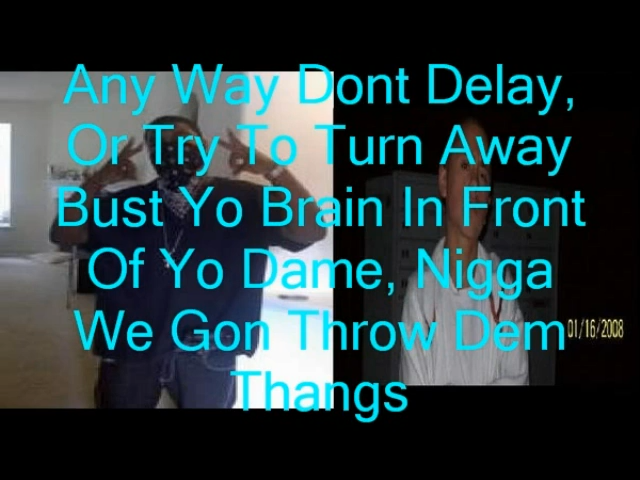 Any Way Dont Delay,
Or Try To Turn Away
Bust Yo Brain In Front
Of Yo Dame, Nigga
We Gon Throw Dem
Thangs
01/16/2008